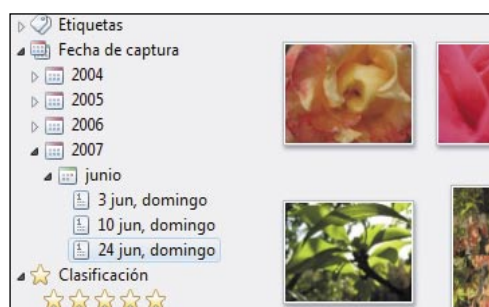 Etiquetas
Fecha de captura
2004
2005
2006
2007
junio
3 jun, domingo
10 jun, domingo
24 jun, domingo
Clasificación